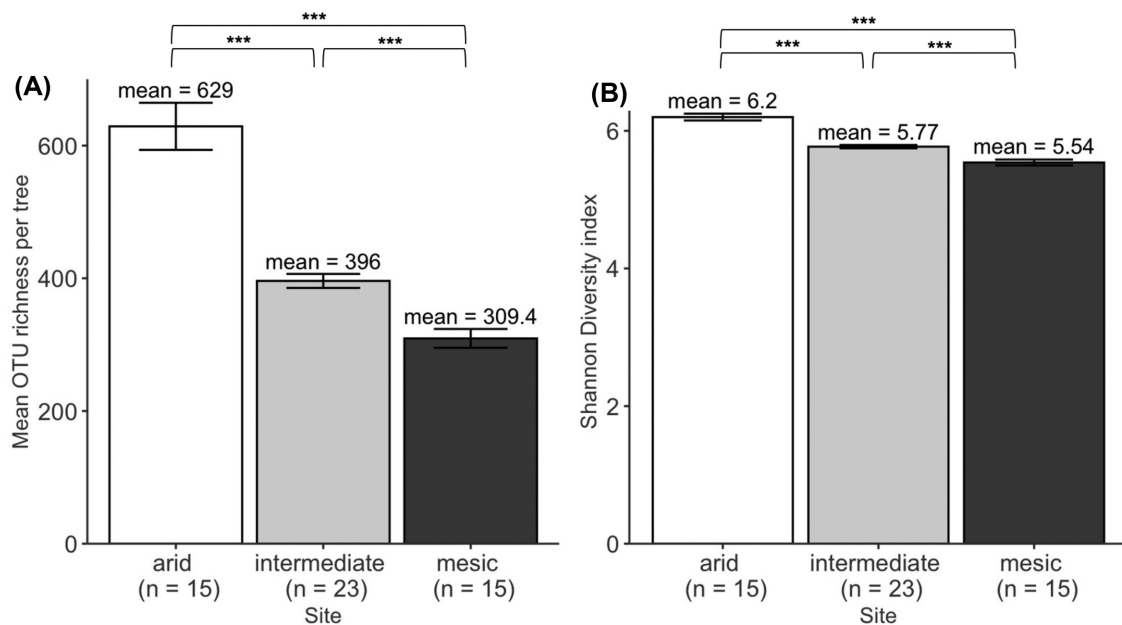 ***
*** ***
(A)
mean = 629
mean = 396
mean = 309.4
Mean OTU richness per tree
600
400
200
0
arid intermediate mesic
(n = 15) (n = 23) (n = 15)
Site
***
*** ***
(B)
mean = 6.2
mean = 5.77
mean = 5.54
Shannon Diversity index
6
4
2
0
arid intermediate mesic
(n = 15) (n = 23) (n = 15)
Site